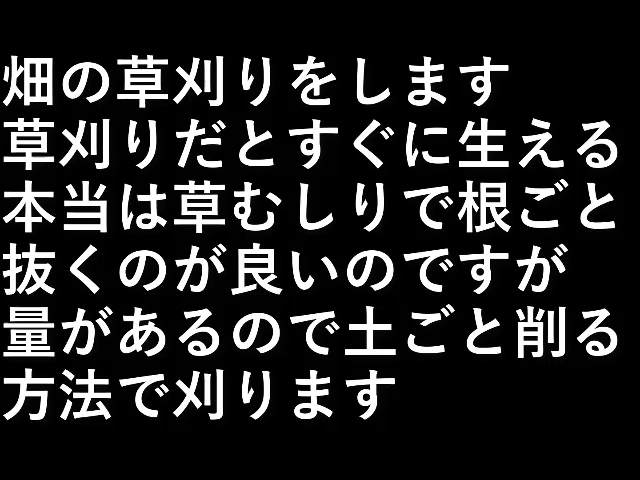 畑の草刈りをします
草刈りだとすぐに生える
本当は草むしりで根ごと
抜くのが良いのですが
量があるので土ごと削る
方法で刈ります